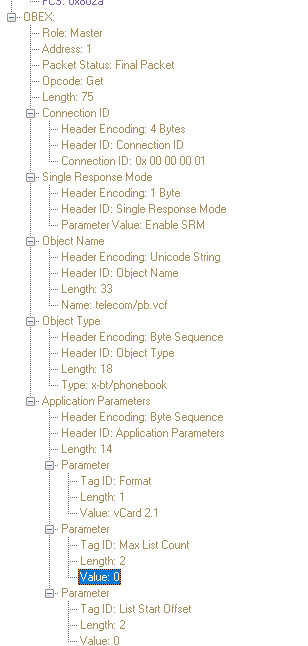 FCS: 0x802a
OBEX:
Role: Master
Address: 1
Packet Status: Final Packet
Opcode: Get
Length: 75
Connection ID
Header Encoding: 4 Bytes
Header ID: Connection ID
Connection ID: 0x 00 00 00 01
Single Response Mode
Header Encoding: 1 Byte
Header ID: Single Response Mode
Parameter Value: Enable SRM
Object Name
Header Encoding: Unicode String
Header ID: Object Name
Length: 33
Name: telecom/pb.vcf
Object Type
Header Encoding: Byte Sequence
Header ID: Object Type
Length: 18
Type: x-bt/phonebook
Application Parameters
Header Encoding: Byte Sequence
Header ID: Application Parameters
Length: 14
Parameter
Tag ID: Format
Length: 1
Value: vCard 2.1
Parameter
Tag ID: Max List Count
Length: 2
Value: 0
Parameter
Tag ID: List Start Offset
Length: 2
Value: 0